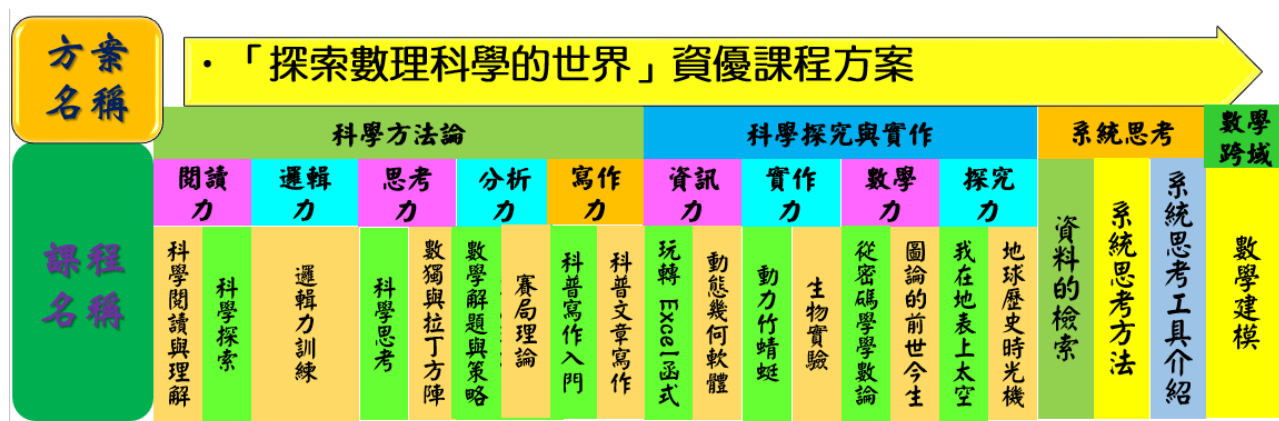 方案
名稱
・「探索數理科學的世界」資優課程方案
科學方法論
科學探究與實作
系統思考
數學
跨域
閱讀
力
邏輯
力
思考
力
分析
力
寫作
力
資訊
力
實作
力
數學
力
探究
力
課程
名稱
科學閱讀與理解
科學探索
邏輯力訓練
科學思考
數獨與拉丁方陣
數學解題與策略
賽局理論
科普寫作入門
科普文章寫作
玩轉 Excel函式
動態幾何軟體
動力竹蜻蜓
生物實驗
從密碼學學數論
圖論的前世今生
我在地表上太空
地球歷史時光機
資料的檢索
系統思考方法
系統思考工具介紹
數學建模